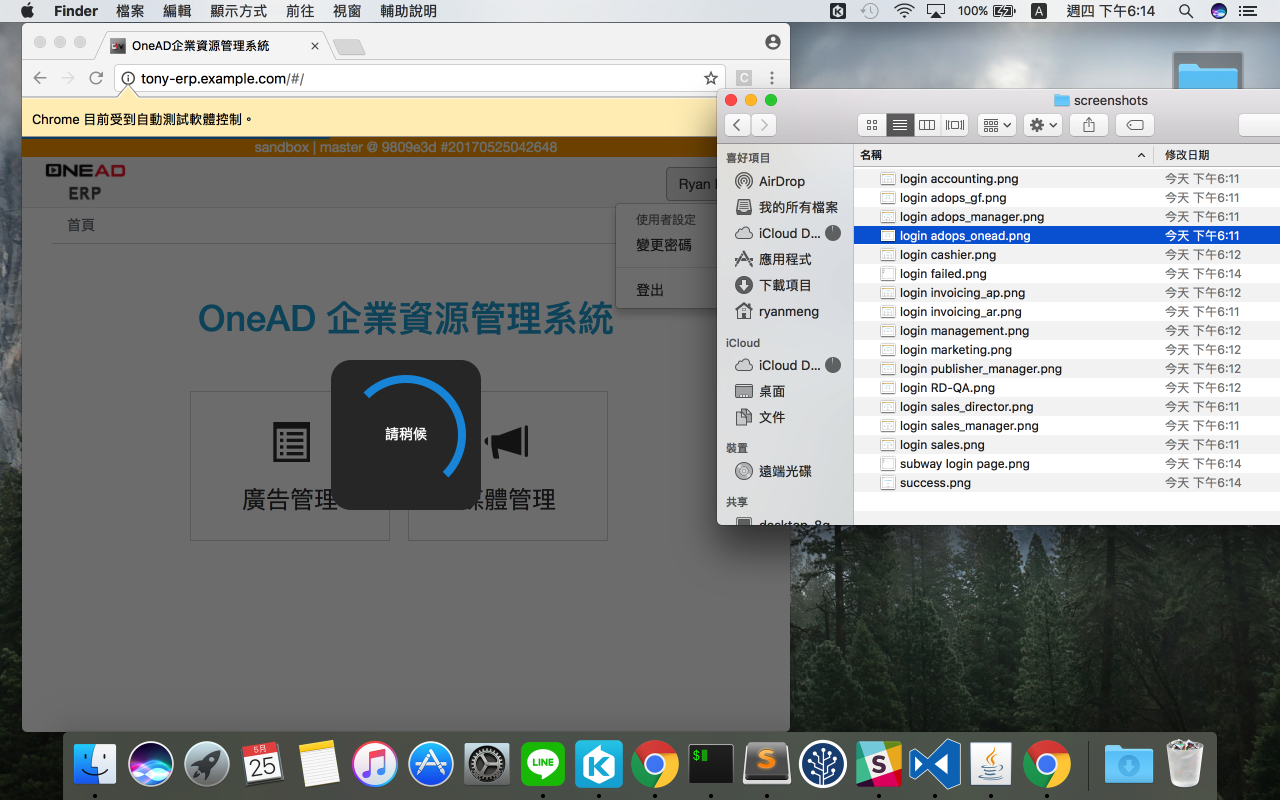 Finder 檔案 編輯 顯示方式 前往 視窗 輔助說明 100% A 週四 下午6:14
OneAD企業資源管理系統
tony-erp.example.com/#/
Chrome 目前受到自動測試軟體控制。
sandbox | master @ 9809e3d #20170525042648
ONEAD
ERP
Ryan
首頁
使用者設定
變更密碼
登出
OneAD 企業資源管理系統
請稍候
廣告管理
媒體管理
screenshots
喜好項目
AirDrop
我的所有檔案
iCloud D...
應用程式
下載項目
ryanmeng
iCloud
iCloud D...
桌面
文件
裝置
遠端光碟
共享
名稱 修改日期
login accounting.png 今天 下午6:11
login adops_gf.png 今天 下午6:11
login adops_manager.png 今天 下午6:11
login adops_onead.png 今天 下午6:11
login cashier.png 今天 下午6:12
login failed.png 今天 下午6:14
login invoicing_ap.png 今天 下午6:12
login invoicing_ar.png 今天 下午6:11
login management.png 今天 下午6:12
login marketing.png 今天 下午6:12
login publisher_manager.png 今天 下午6:12
login RD-QA.png 今天 下午6:12
login sales_director.png 今天 下午6:11
login sales_manager.png 今天 下午6:11
login sales.png 今天 下午6:11
subway login page.png 今天 下午6:14
success.png 今天 下午6:14
5月
25
LINE
K
$
S
S